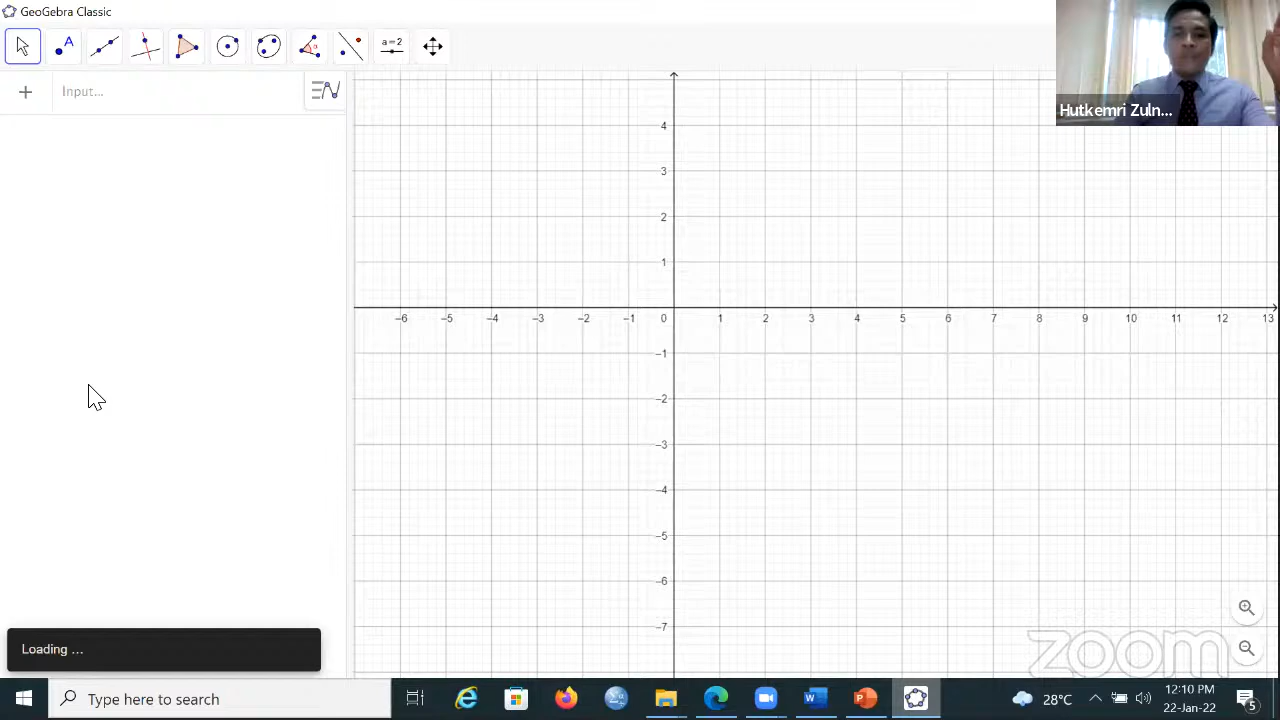 GeoGebra Classic
A
α
a=2
Input...
Hutkemri Zuln...
4
3
2
1
−6 −5 −4 −3 −2 −1 0 1 2 3 4 5 6 7 8 9 10 11 12 13
−1
−2
−3
−4
−5
−6
−7
Loading ...
zoom
Type here to search
28°C
12:10 PM
22-Jan-22
5